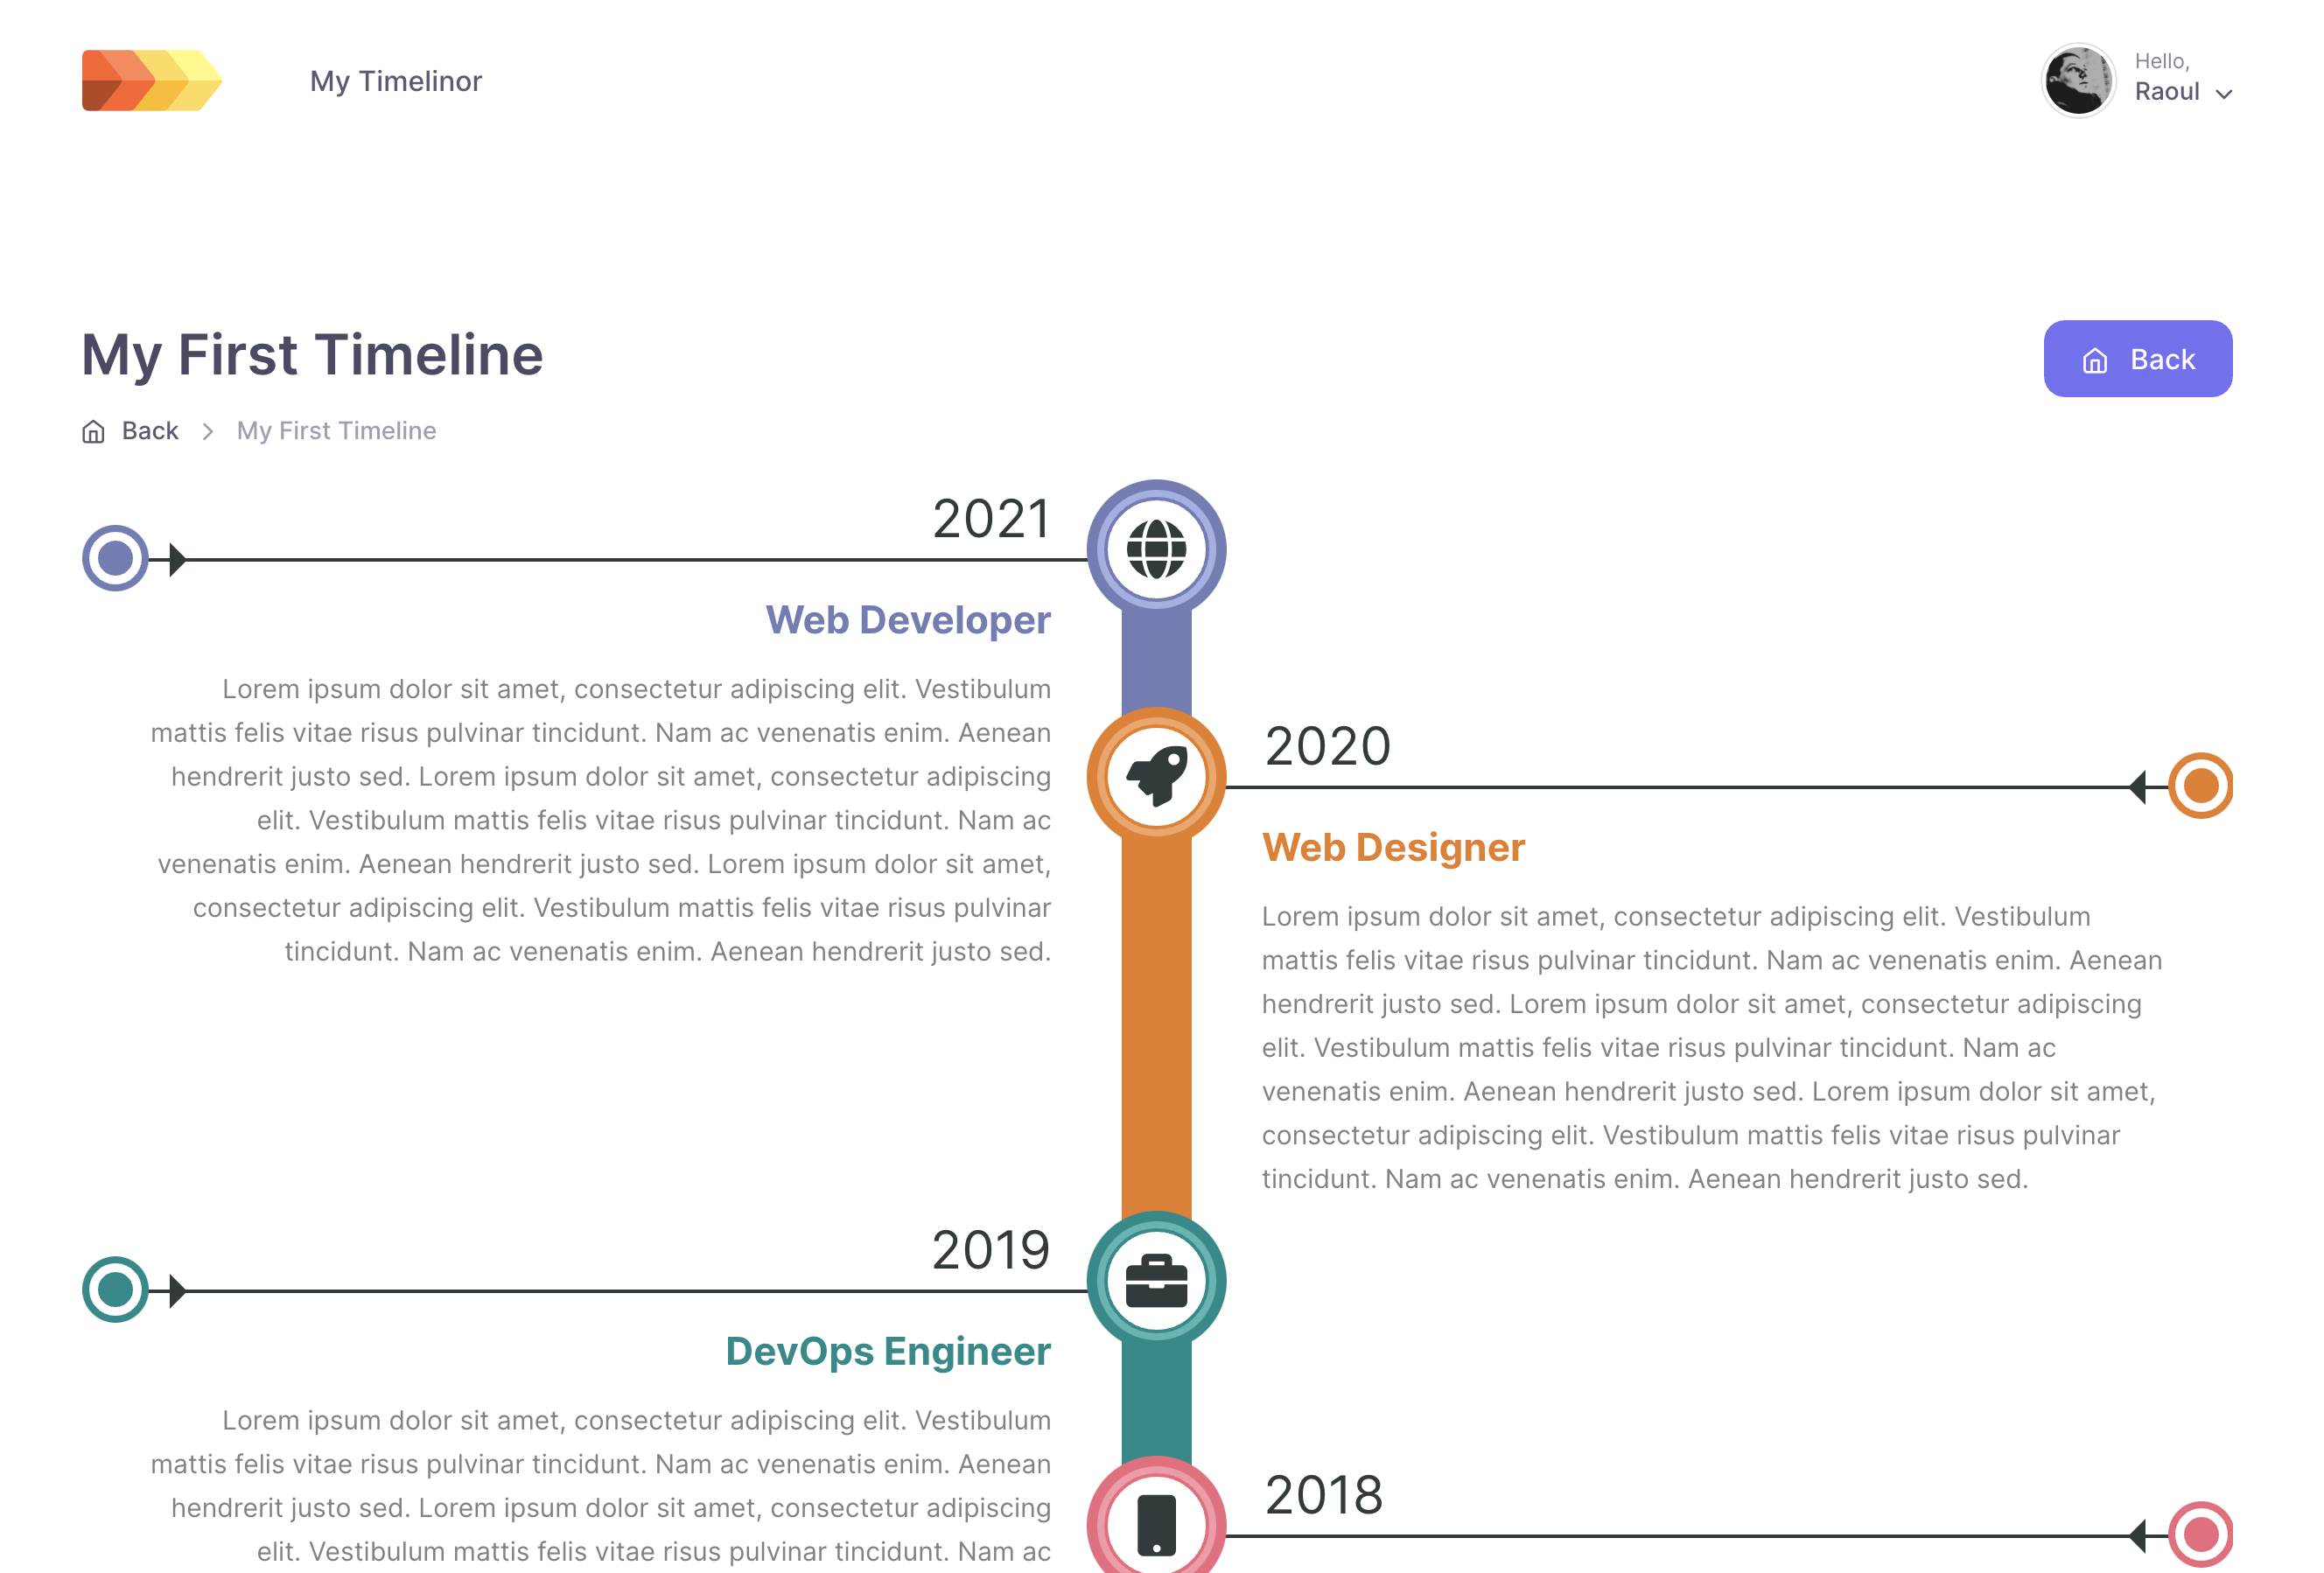 My Timelinor
Hello,
Raoul
My First Timeline
Back
Back
My First Timeline
2021
Web Developer
Lorem ipsum dolor sit amet, consectetur adipiscing elit. Vestibulum
mattis felis vitae risus pulvinar tincidunt. Nam ac venenatis enim. Aenean
hendrerit justo sed. Lorem ipsum dolor sit amet, consectetur adipiscing
elit. Vestibulum mattis felis vitae risus pulvinar tincidunt. Nam ac
venenatis enim. Aenean hendrerit justo sed. Lorem ipsum dolor sit amet,
consectetur adipiscing elit. Vestibulum mattis felis vitae risus pulvinar
tincidunt. Nam ac venenatis enim. Aenean hendrerit justo sed.
2020
Web Designer
Lorem ipsum dolor sit amet, consectetur adipiscing elit. Vestibulum
mattis felis vitae risus pulvinar tincidunt. Nam ac venenatis enim. Aenean
hendrerit justo sed. Lorem ipsum dolor sit amet, consectetur adipiscing
elit. Vestibulum mattis felis vitae risus pulvinar tincidunt. Nam ac
venenatis enim. Aenean hendrerit justo sed. Lorem ipsum dolor sit amet,
consectetur adipiscing elit. Vestibulum mattis felis vitae risus pulvinar
tincidunt. Nam ac venenatis enim. Aenean hendrerit justo sed.
2019
DevOps Engineer
Lorem ipsum dolor sit amet, consectetur adipiscing elit. Vestibulum
mattis felis vitae risus pulvinar tincidunt. Nam ac venenatis enim. Aenean
hendrerit justo sed. Lorem ipsum dolor sit amet, consectetur adipiscing
elit. Vestibulum mattis felis vitae risus pulvinar tincidunt. Nam ac
2018